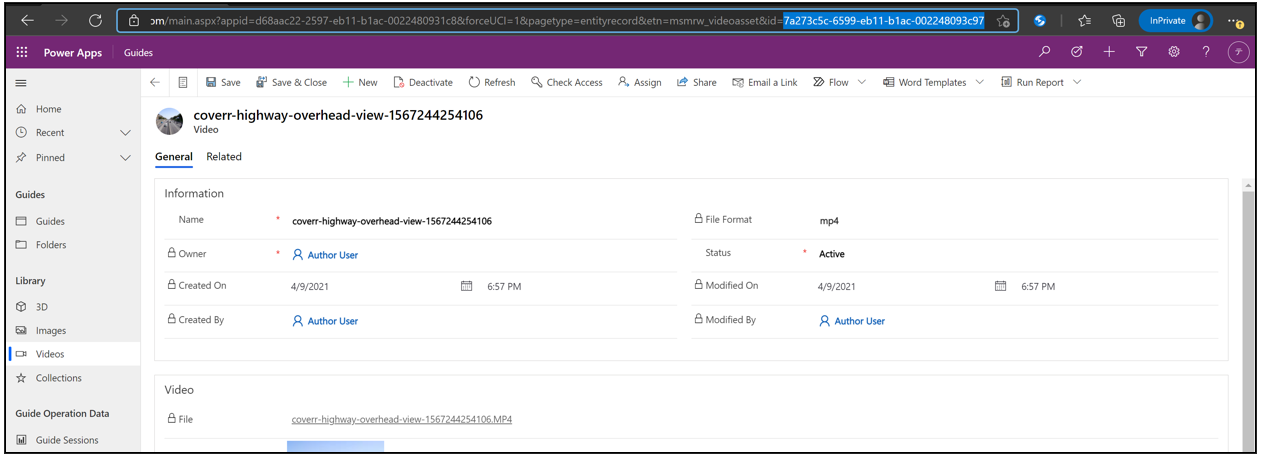 om/main.aspx?appid=d68aac22-2597-eb11-b1ac-0022480931c8&forceUCI=1&pagetype=entityrecord&etn=msmrw_videoasset&id=7a273c5c-6599-eb11-b1ac-002248093c97 InPrivate
Power Apps Guides
Save Save & Close New Deactivate Refresh Check Access Assign Share Email a Link Flow Word Templates Run Report
Home
Recent
Pinned
Guides
Guides
Folders
Library
3D
Images
Videos
Collections
Guide Operation Data
Guide Sessions
coverr-highway-overhead-view-1567244254106
Video
General Related
Information
Name * coverr-highway-overhead-view-1567244254106 File Format mp4
Owner * Author User Status * Active
Created On 4/9/2021 6:57 PM Modified On 4/9/2021 6:57 PM
Created By Author User Modified By Author User
Video
File coverr-highway-overhead-view-1567244254106.MP4